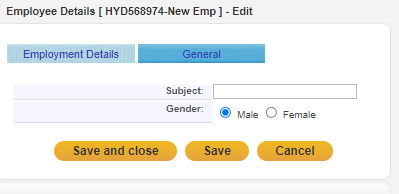 Employee Details [ HYD568974-New Emp ] - Edit
Employment Details General
Subject:
Gender: Male Female
Save and close Save Cancel